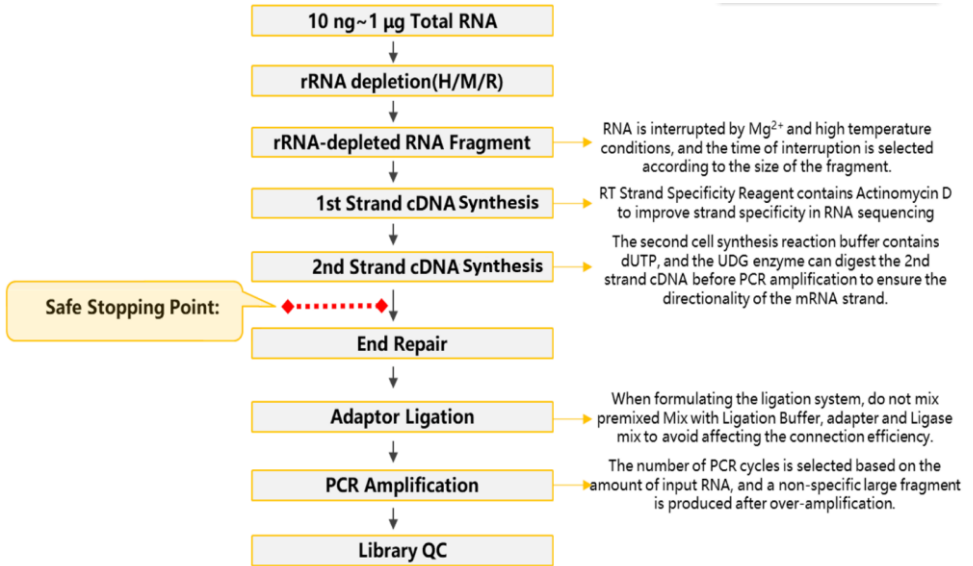 10 ng~1 μg Total RNA
rRNA depletion(H/M/R)
rRNA-depleted RNA Fragment
RNA is interrupted by Mg²⁺ and high temperature
conditions, and the time of interruption is selected
according to the size of the fragment.
1st Strand cDNA Synthesis
RT Strand Specificity Reagent contains Actinomycin D
to improve strand specificity in RNA sequencing
2nd Strand cDNA Synthesis
The second cell synthesis reaction buffer contains
dUTP, and the UDG enzyme can digest the 2nd
strand cDNA before PCR amplification to ensure the
directionality of the mRNA strand.
Safe Stopping Point:
End Repair
Adaptor Ligation
When formulating the ligation system, do not mix
premixed Mix with Ligation Buffer, adapter and Ligase
mix to avoid affecting the connection efficiency.
PCR Amplification
The number of PCR cycles is selected based on the
amount of input RNA, and a non-specific large fragment
is produced after over-amplification.
Library QC